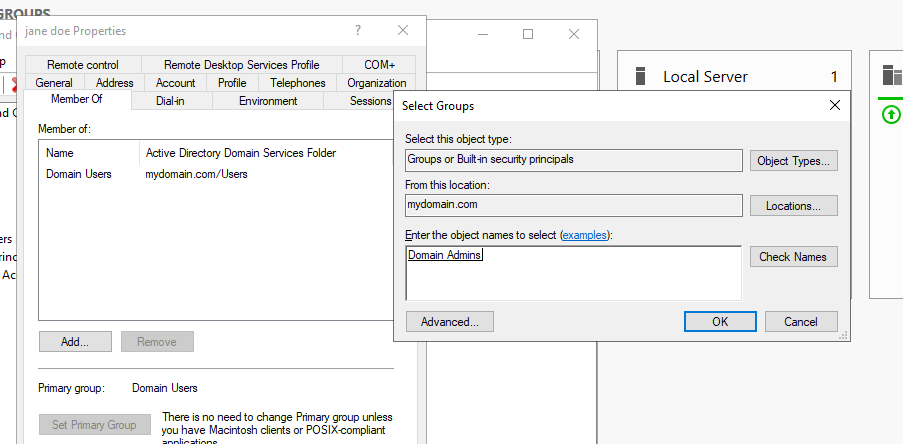 GROUPS
jane doe Properties
nd
Remote control
Remote Desktop Services Profile
COM+
General
Address
Account
Profile
Telephones
Organization
Member Of
Dial-in
Environment
Sessions
Member of:
Name
Active Directory Domain Services Folder
Domain Users
mydomain.com/Users
Add...
Remove
Primary group:
Domain Users
Set Primary Group
There is no need to change Primary group unless
you have Macintosh clients or POSIX-compliant
applications.
Select Groups
Select this object type:
Groups or Built-in security principals
Object Types...
From this location:
mydomain.com
Locations...
Enter the object names to select (examples):
Domain Admins
Check Names
Advanced...
OK
Cancel
Local Server
1